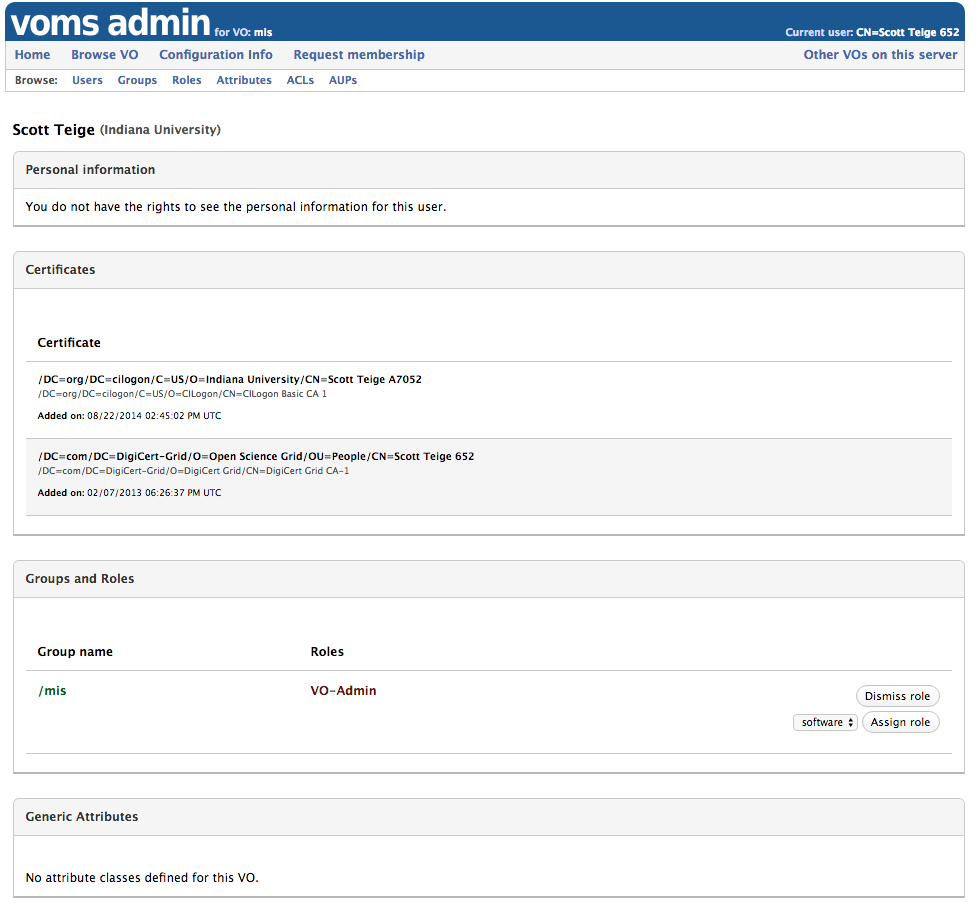 voms admin for VO: mis
Current user: CN=Scott Teige 652
Home Browse VO Configuration Info Request membership Other VOs on this server
Browse: Users Groups Roles Attributes ACLs AUPs
Scott Teige (Indiana University)
Personal information
You do not have the rights to see the personal information for this user.
Certificates
Certificate
/DC=org/DC=cilogon/C=US/O=Indiana University/CN=Scott Teige A7052
/DC=org/DC=cilogon/C=US/O=CILogon/CN=CILogon Basic CA 1
Added on: 08/22/2014 02:45:02 PM UTC
/DC=com/DC=DigiCert-Grid/O=Open Science Grid/OU=People/CN=Scott Teige 652
/DC=com/DC=DigiCert-Grid/O=DigiCert Grid/CN=DigiCert Grid CA-1
Added on: 02/07/2013 06:26:37 PM UTC
Groups and Roles
Group name Roles
/mis VO-Admin
Dismiss role
software Assign role
Generic Attributes
No attribute classes defined for this VO.